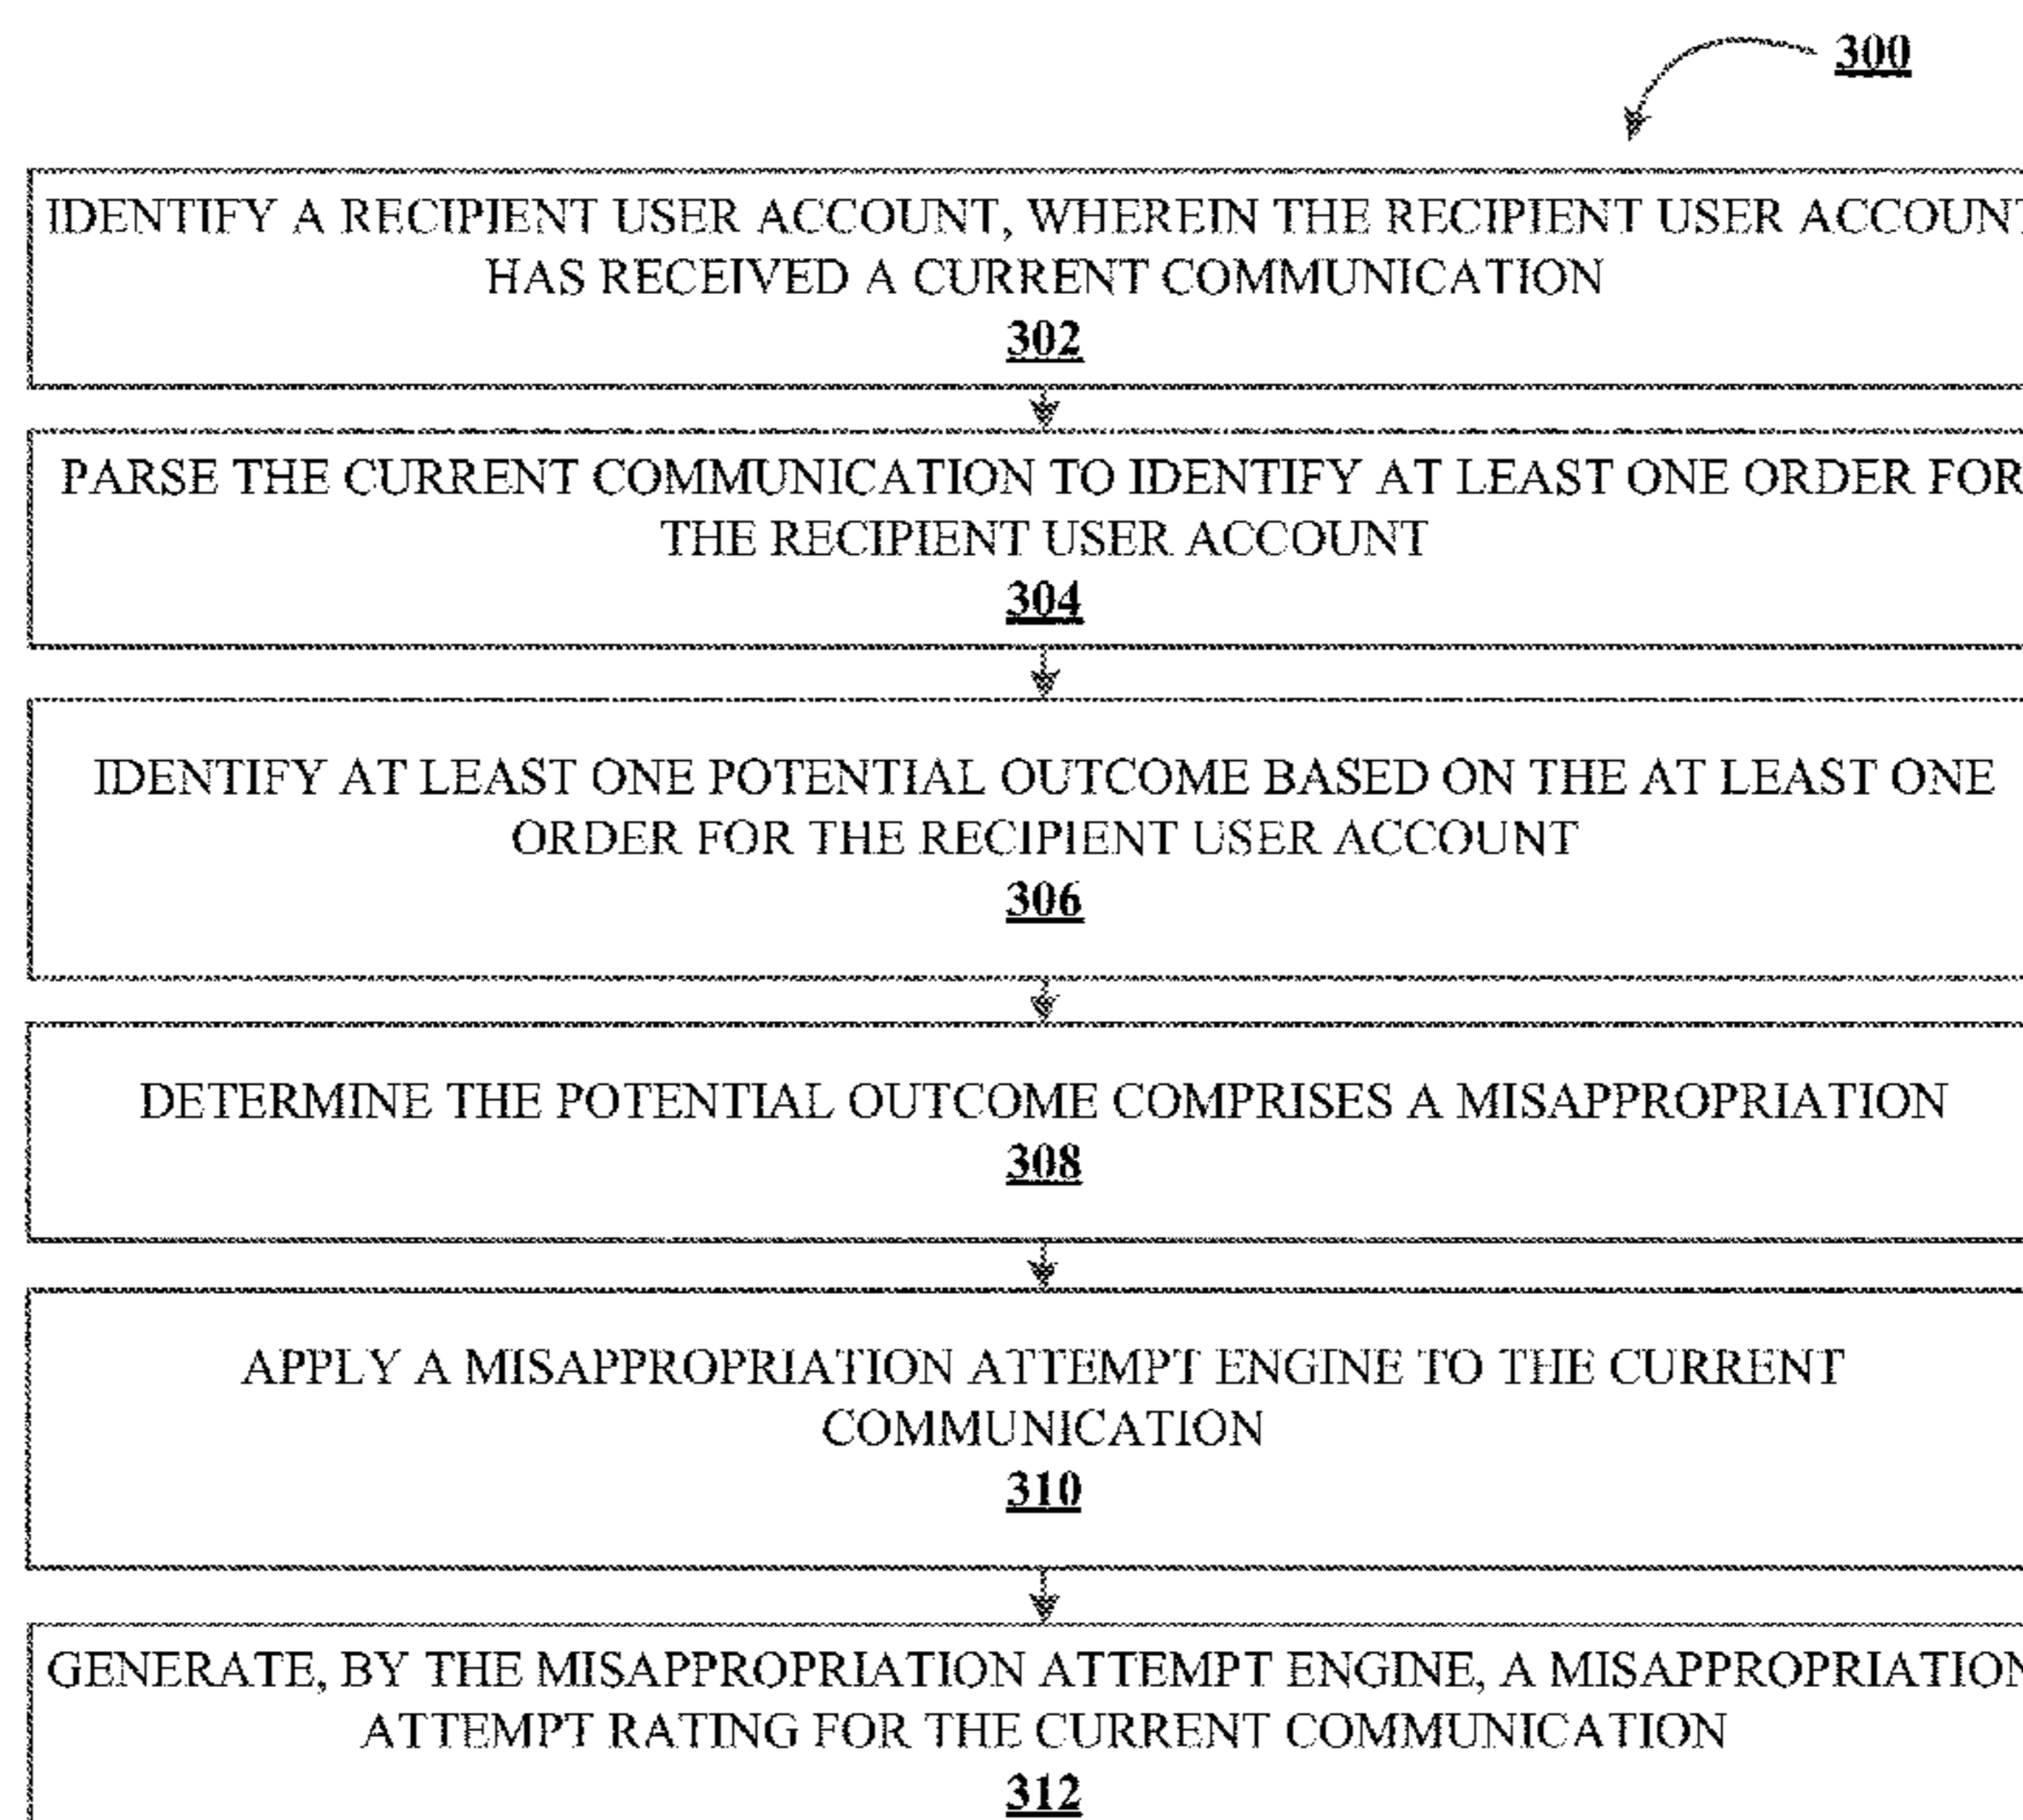 300
IDENTIFY A RECIPIENT USER ACCOUNT, WHEREIN THE RECIPIENT USER ACCOUNT
HAS RECEIVED A CURRENT COMMUNICATION
302
PARSE THE CURRENT COMMUNICATION TO IDENTIFY AT LEAST ONE ORDER FOR
THE RECIPIENT USER ACCOUNT
304
IDENTIFY AT LEAST ONE POTENTIAL OUTCOME BASED ON THE AT LEAST ONE
ORDER FOR THE RECIPIENT USER ACCOUNT
306
DETERMINE THE POTENTIAL OUTCOME COMPRISES A MISAPPROPRIATION
308
APPLY A MISAPPROPRIATION ATTEMPT ENGINE TO THE CURRENT
COMMUNICATION
310
GENERATE, BY THE MISAPPROPRIATION ATTEMPT ENGINE, A MISAPPROPRIATION
ATTEMPT RATING FOR THE CURRENT COMMUNICATION
312